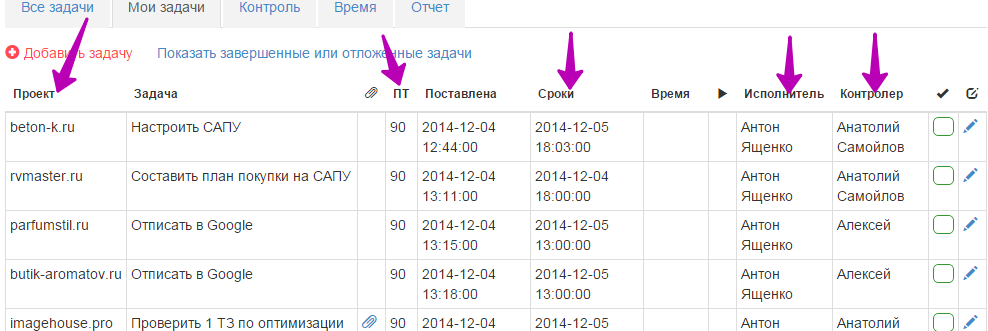 Все задачи Мои задачи Контроль Время Отчет
Добавить задачу Показать завершенные или отложенные задачи
Проект Задача ПТ Поставлена Сроки Время Исполнитель Контролер
beton-k.ru Настроить САПУ 90 2014-12-04 2014-12-05 Антон Анатолий
12:44:00 18:03:00 Ященко Самойлов
rvmaster.ru Составить план покупки на САПУ 90 2014-12-04 2014-12-04 Антон Анатолий
13:11:00 18:00:00 Ященко Самойлов
parfumstil.ru Отписать в Google 90 2014-12-04 2014-12-05 Антон Алексей
13:15:00 13:00:00 Ященко
butik-aromatov.ru Отписать в Google 90 2014-12-04 2014-12-05 Антон Алексей
13:18:00 13:00:00 Ященко
imagehouse.pro Проверить 1 ТЗ по оптимизации 90 2014-12-04 2014-12-05 Антон Анатолий